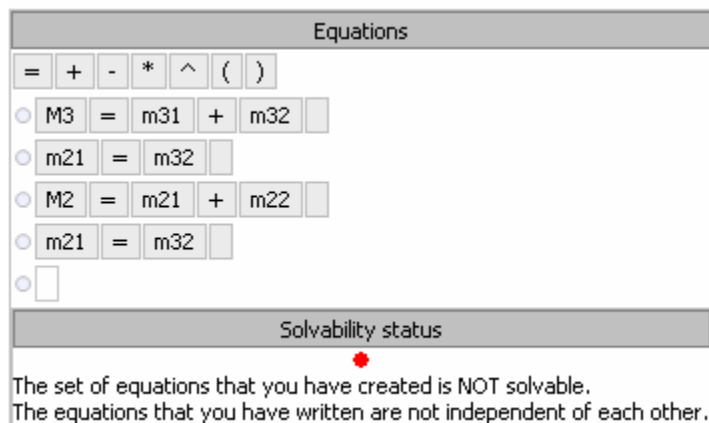 Equations
= + - * ^ ( )
M3 = m31 + m32
m21 = m32
M2 = m21 + m22
m21 = m32
Solvability status
The set of equations that you have created is NOT solvable.
The equations that you have written are not independent of each other.